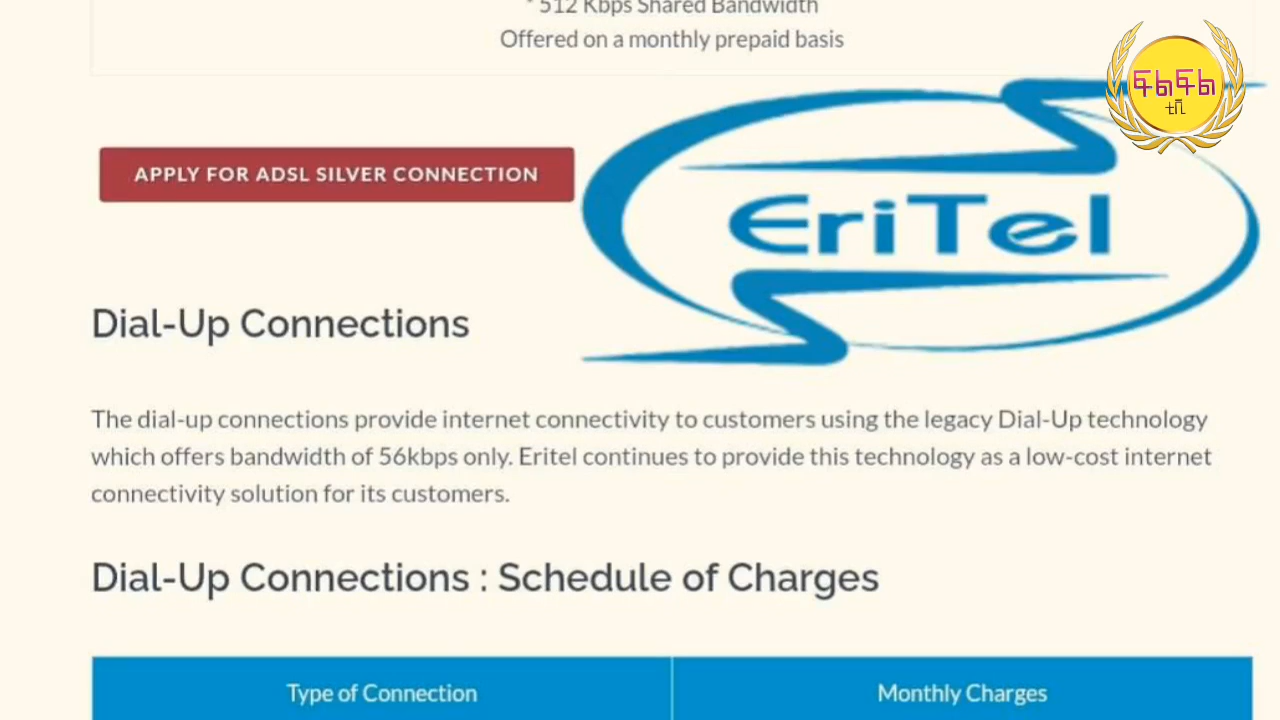 * 512 Kbps Shared Bandwidth
Offered on a monthly prepaid basis
ፍልፍል
ቲቪ
APPLY FOR ADSL SILVER CONNECTION
EriTel
Dial-Up Connections
The dial-up connections provide internet connectivity to customers using the legacy Dial-Up technology
which offers bandwidth of 56kbps only. Eritel continues to provide this technology as a low-cost internet
connectivity solution for its customers.
Dial-Up Connections : Schedule of Charges
Type of Connection
Monthly Charges